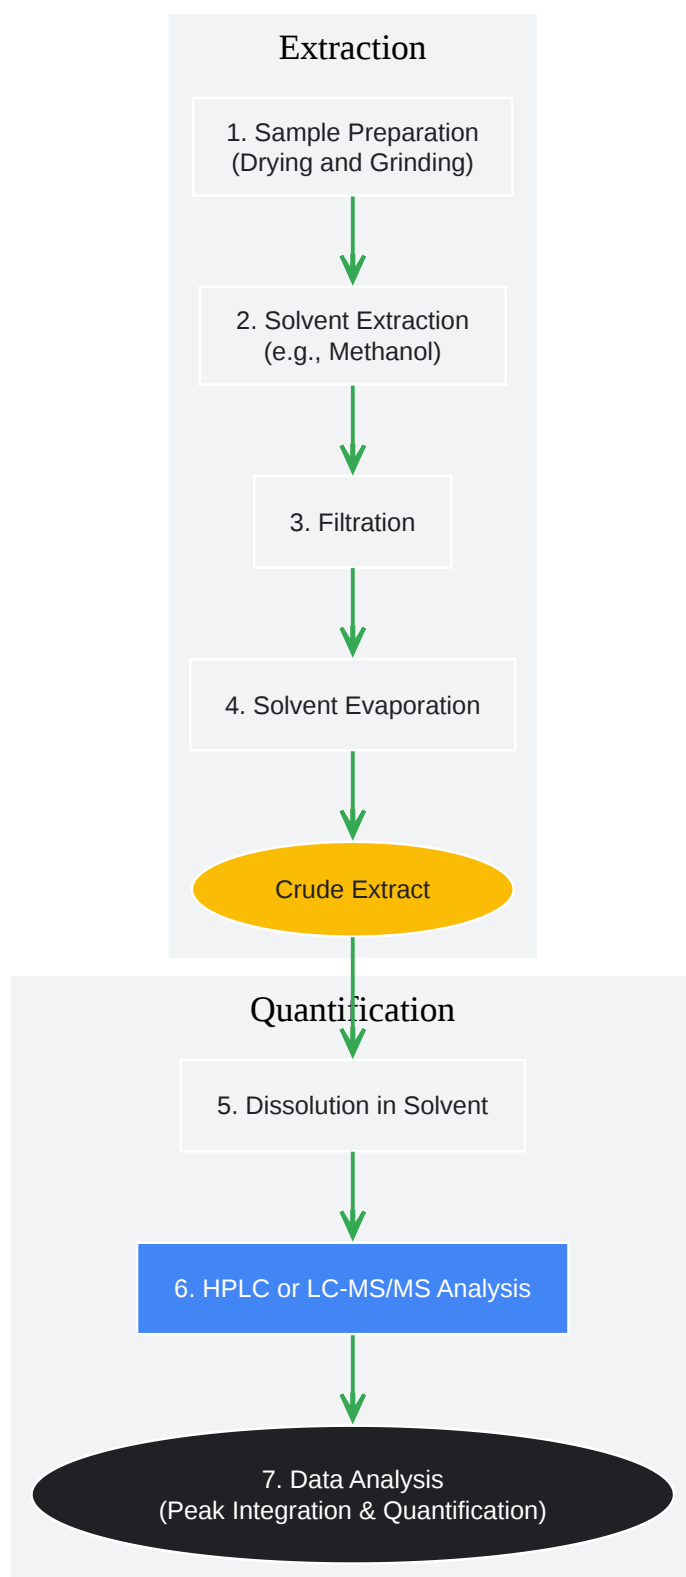 Extraction
1. Sample Preparation
(Drying and Grinding)
2. Solvent Extraction
(e.g., Methanol)
3. Filtration
4. Solvent Evaporation
Crude Extract
Quantification
5. Dissolution in Solvent
6. HPLC or LC-MS/MS Analysis
7. Data Analysis
(Peak Integration & Quantification)